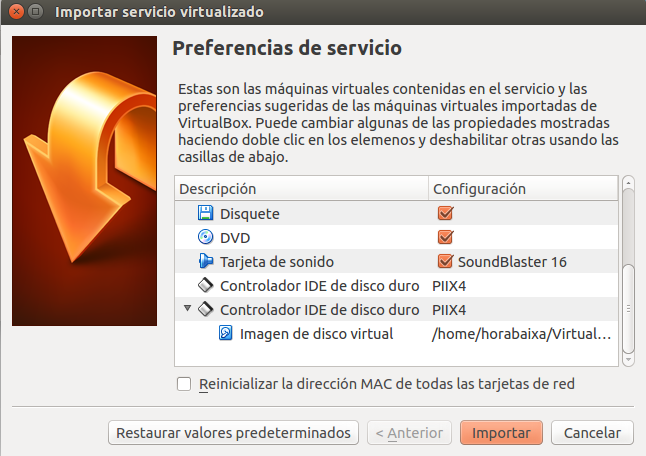 Importar servicio virtualizado
Preferencias de servicio
Estas son las máquinas virtuales contenidas en el servicio y las
preferencias sugeridas de las máquinas virtuales importadas de
VirtualBox. Puede cambiar algunas de las propiedades mostradas
haciendo doble clic en los elemenos y deshabilitar otras usando las
casillas de abajo.
Descripción Configuración
Disquete
DVD
Tarjeta de sonido SoundBlaster 16
Controlador IDE de disco duro PIIX4
Controlador IDE de disco duro PIIX4
Imagen de disco virtual /home/horabaixa/Virtual...
Reinicializar la dirección MAC de todas las tarjetas de red
Restaurar valores predeterminados < Anterior Importar Cancelar